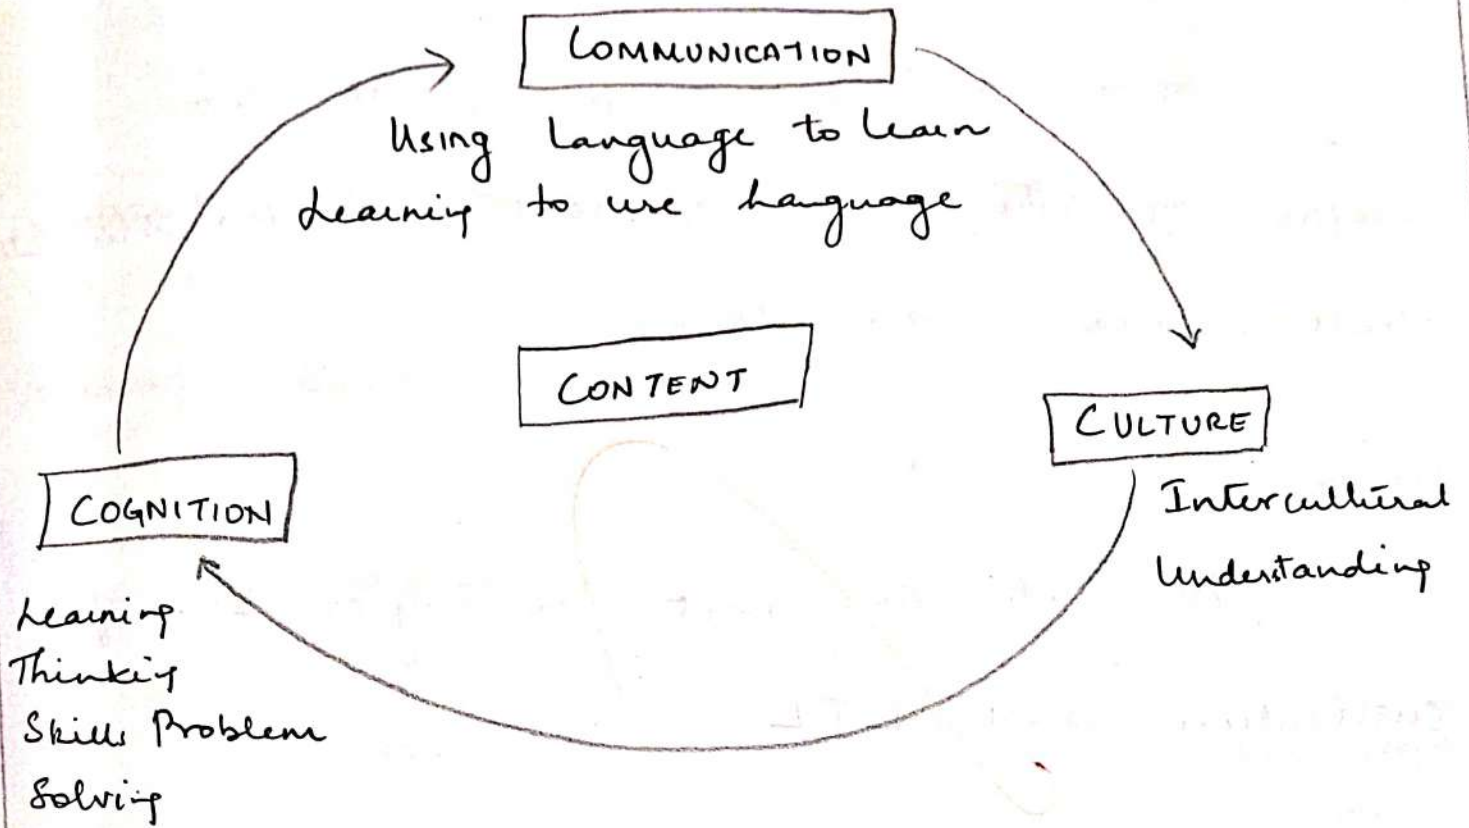 COMMUNICATION
Using Language to learn
Learning to use Language
CONTENT
CULTURE
Intercultural
Understanding
COGNITION
Learning
Thinking
Skills Problem
Solving